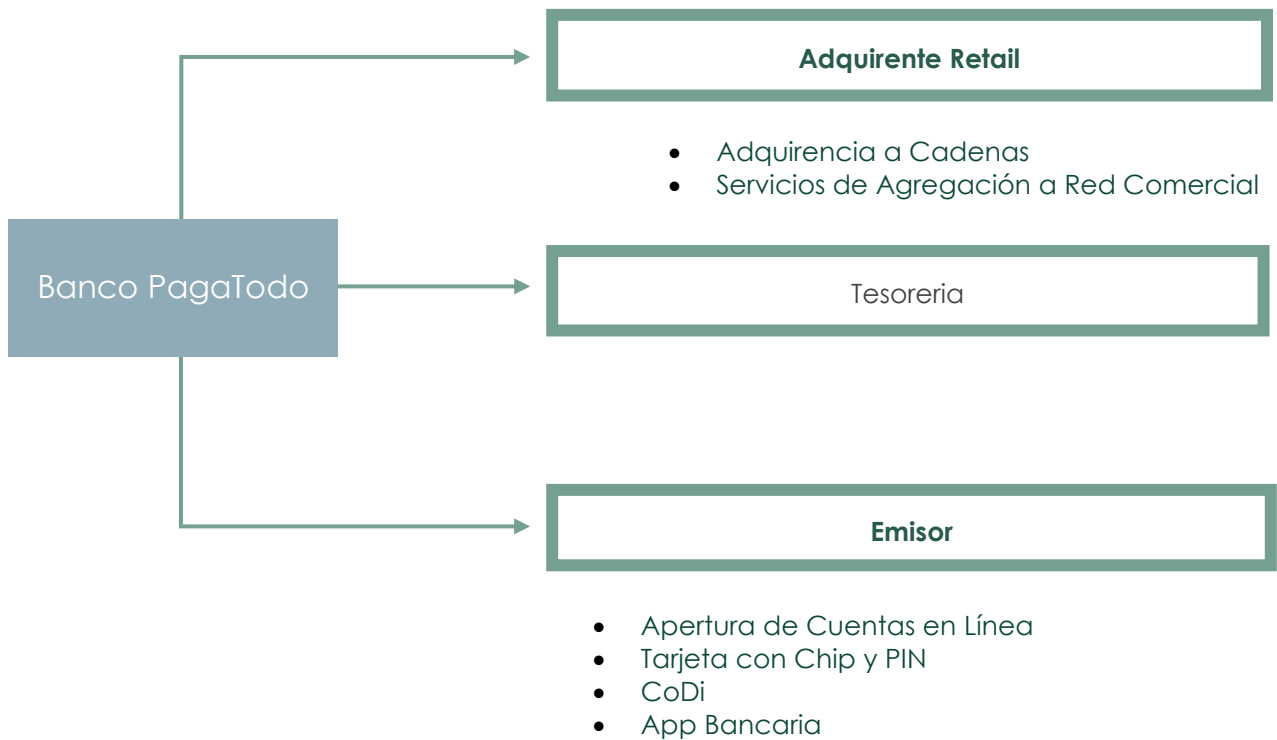 Adquirente Retail
• Adquirencia a Cadenas
• Servicios de Agregación a Red Comercial
Banco PagaTodo
Tesoreria
Emisor
• Apertura de Cuentas en Línea
• Tarjeta con Chip y PIN
• CoDi
• App Bancaria